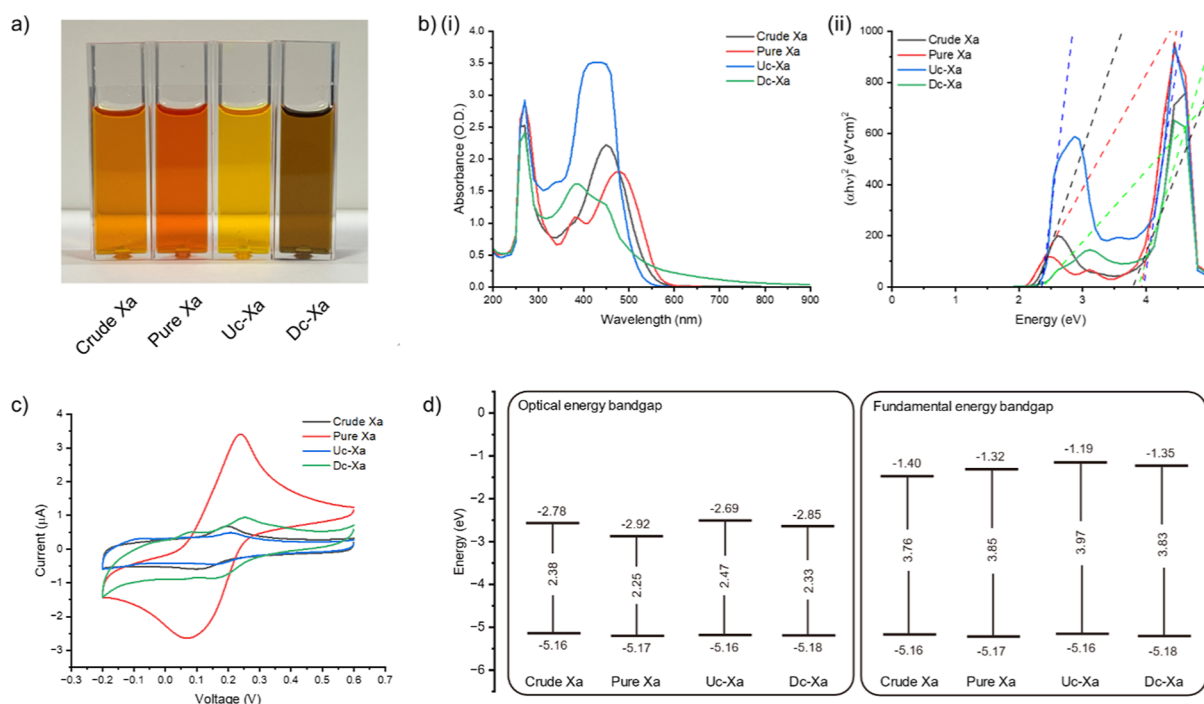 a)
Crude Xa
Pure Xa
Uc-Xa
Dc-Xa
b) (i)
Crude Xa
Pure Xa
Uc-Xa
Dc-Xa
Absorbance (O.D.)
4.0
3.5
3.0
2.5
2.0
1.5
1.0
0.5
0.0
200 300 400 500 600 700 800 900
Wavelength (nm)
(ii)
Crude Xa
Pure Xa
Uc-Xa
Dc-Xa
(αhν)² (eV*cm)²
1000
800
600
400
200
0
0 1 2 3 4 5
Energy (eV)
c)
Crude Xa
Pure Xa
Uc-Xa
Dc-Xa
Current (µA)
4
3
2
1
0
−1
−2
−3
−0.3 −0.2 −0.1 0.0 0.1 0.2 0.3 0.4 0.5 0.6 0.7
Voltage (V)
d)
Energy (eV)
0
−1
−2
−3
−4
−5
−6
Optical energy bandgap
-2.78 -2.92 -2.69 -2.85
2.38 2.25 2.47 2.33
-5.16 -5.17 -5.16 -5.18
Crude Xa Pure Xa Uc-Xa Dc-Xa
Fundamental energy bandgap
-1.40 -1.32 -1.19 -1.35
3.76 3.85 3.97 3.83
-5.16 -5.17 -5.16 -5.18
Crude Xa Pure Xa Uc-Xa Dc-Xa